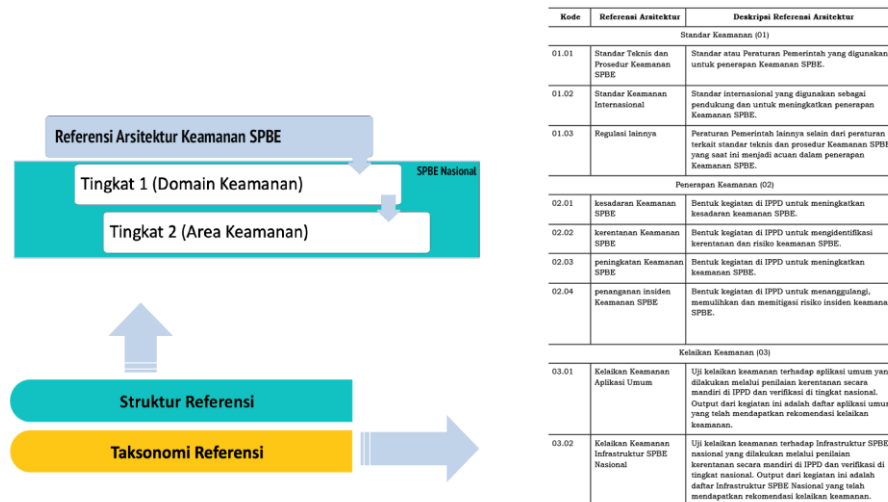 Referensi Arsitektur Keamanan SPBE
SPBE Nasional
Tingkat 1 (Domain Keamanan)
Tingkat 2 (Area Keamanan)
Struktur Referensi
Taksonomi Referensi
Kode Referensi Arsitektur Deskripsi Referensi Arsitektur
Standar Keamanan (01)
01.01 Standar Teknis dan Standar atau Peraturan Pemerintah yang digunakan
Prosedur Keamanan untuk penerapan Keamanan SPBE.
SPBE
01.02 Standar Keamanan Standar internasional yang digunakan sebagai
Internasional pendukung dan untuk meningkatkan penerapan
Keamanan SPBE.
01.03 Regulasi lainnya Peraturan Pemerintah lainnya selain dari peraturan
terkait standar teknis dan prosedur Keamanan SPBE
yang saat ini menjadi acuan dalam penerapan
Keamanan SPBE.
Penerapan Keamanan (02)
02.01 kesadaran Keamanan Bentuk kegiatan di IPPD untuk meningkatkan
SPBE kesadaran keamanan SPBE.
02.02 kerentanan Keamanan Bentuk kegiatan di IPPD untuk mengidentifikasi
SPBE kerentanan dan risiko keamanan SPBE.
02.03 peningkatan Keamanan Bentuk kegiatan di IPPD untuk meningkatkan
SPBE keamanan SPBE.
02.04 penanganan insiden Bentuk kegiatan di IPPD untuk menanggulangi,
Keamanan SPBE memulihkan dan memitigasi risiko insiden keamana
SPBE.
Kelaikan Keamanan (03)
03.01 Kelaikan Keamanan Uji kelaikan keamanan terhadap aplikasi umum yan
Aplikasi Umum dilakukan melalui penilaian kerentanan secara
mandiri di IPPD dan verifikasi di tingkat nasional.
Output dari kegiatan ini adalah daftar aplikasi umum
yang telah mendapatkan rekomendasi kelaikan
keamanan.
03.02 Kelaikan Keamanan Uji kelaikan keamanan terhadap Infrastruktur SPBE
Infrastruktur SPBE nasional yang dilakukan melalui penilaian
Nasional kerentanan secara mandiri di IPPD dan verifikasi di
tingkat nasional. Output dari kegiatan ini adalah
daftar Infrastruktur SPBE Nasional yang telah
mendapatkan rekomendasi kelaikan keamanan.